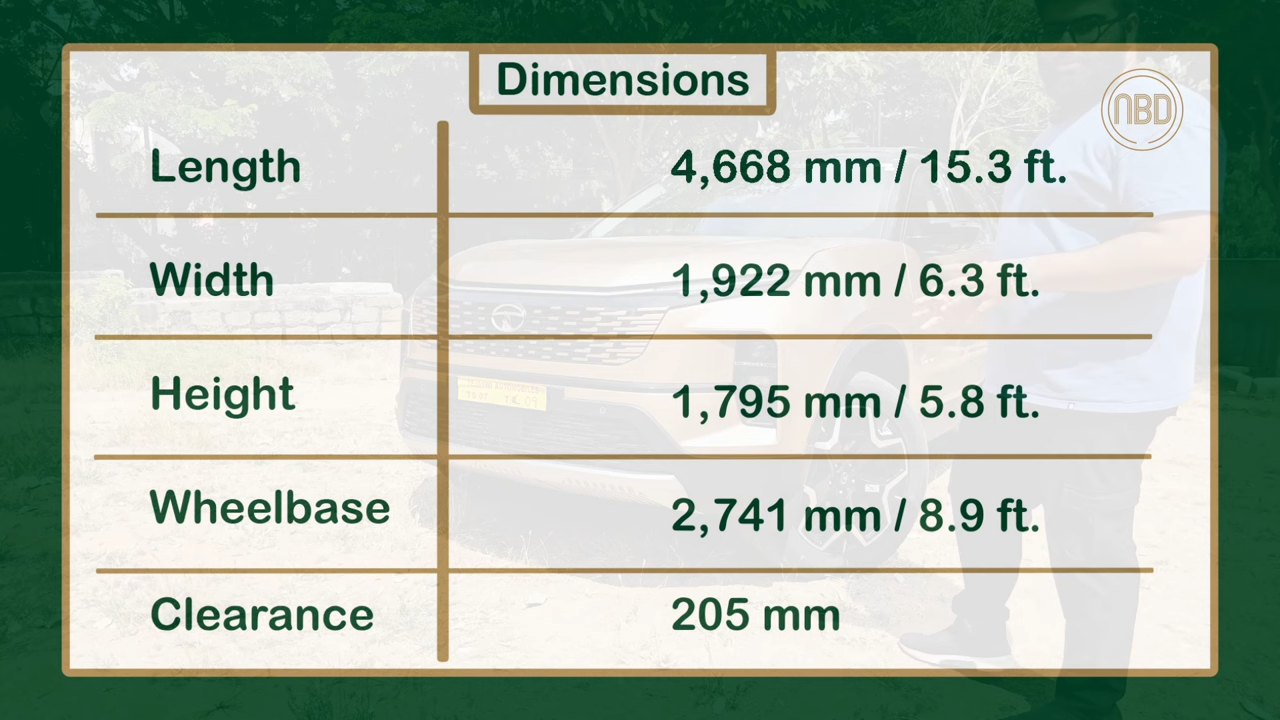 Dimensions
NBD
Length 4,668 mm / 15.3 ft.
Width 1,922 mm / 6.3 ft.
Height 1,795 mm / 5.8 ft.
Wheelbase 2,741 mm / 8.9 ft.
Clearance 205 mm